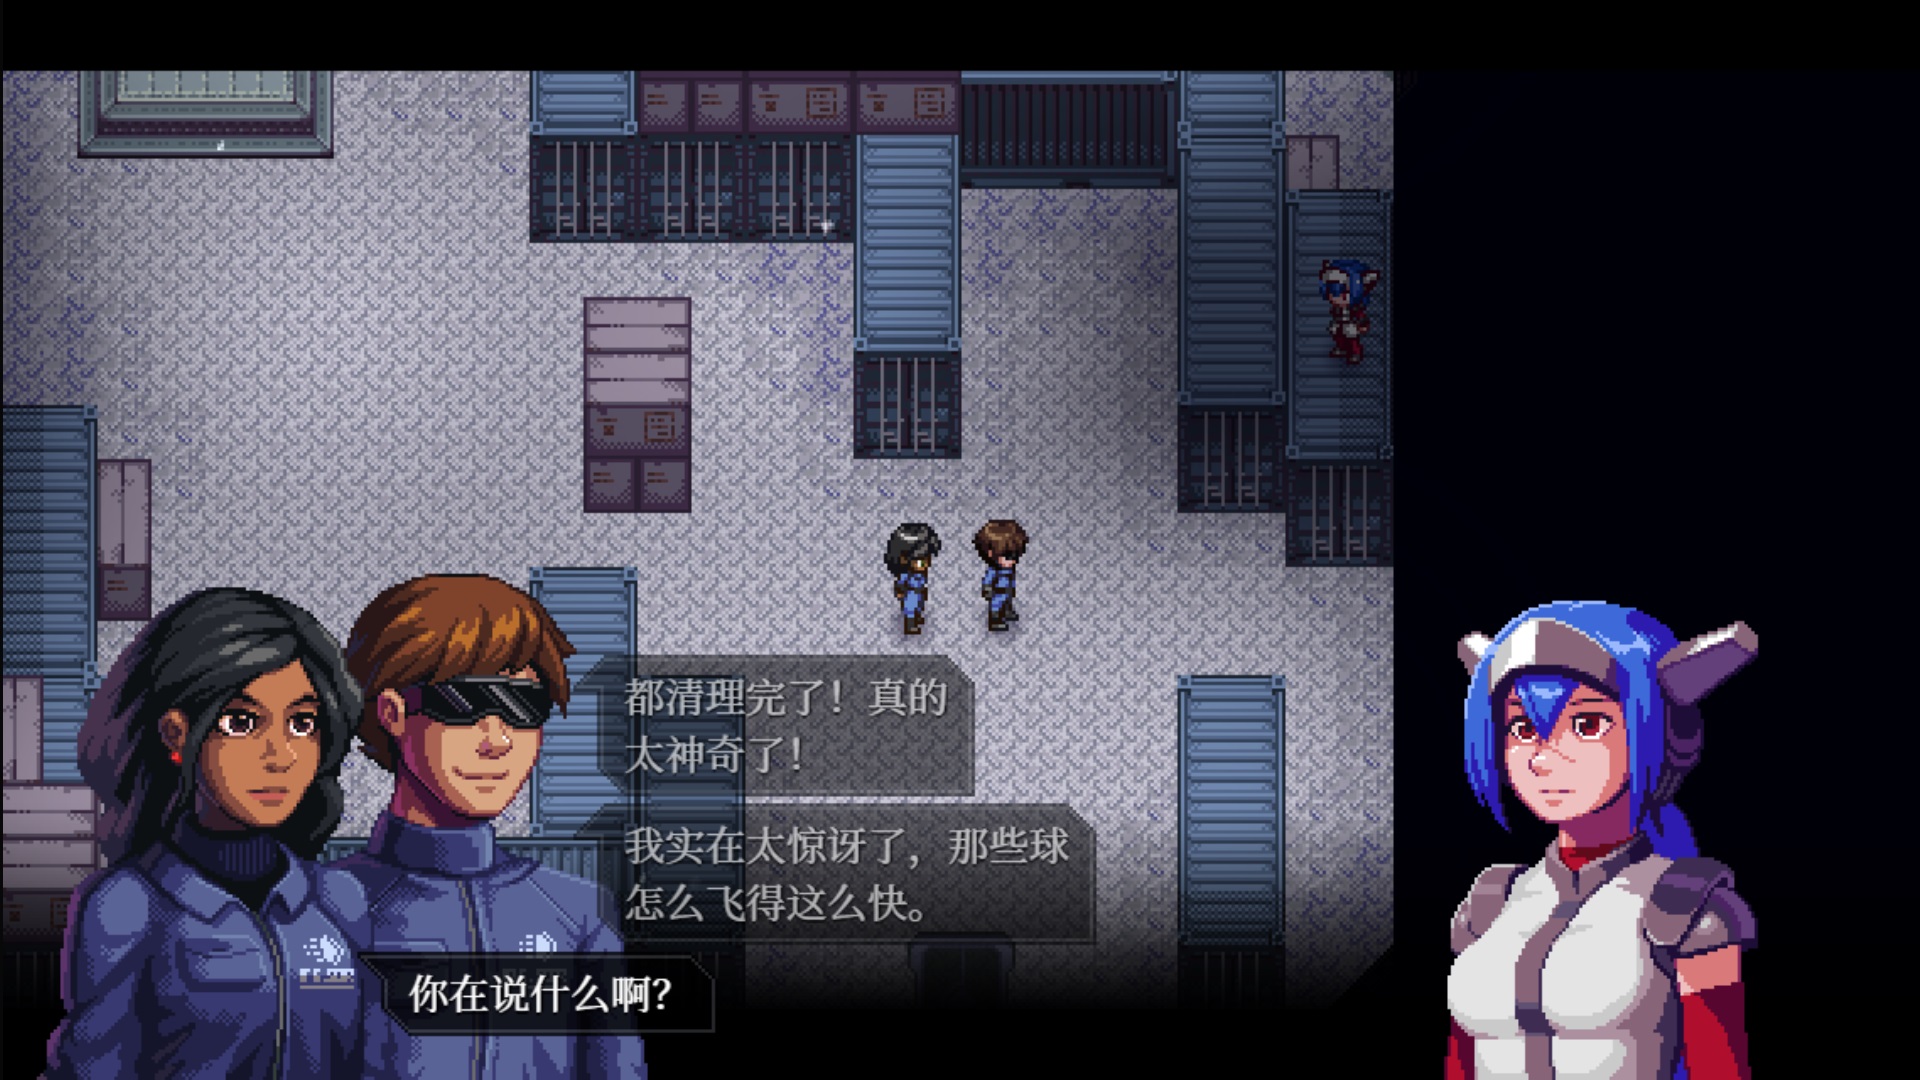 都清理完了！真的
太神奇了！
我实在太惊讶了，那些球
怎么飞得这么快。
你在说什么啊？